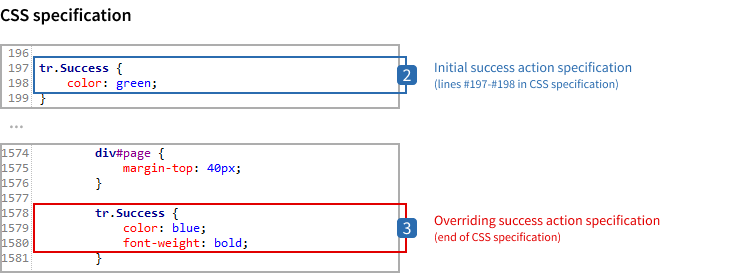 CSS specification
196
197 tr.Success {
198 color: green;
199 }
2
Initial success action specification
(lines #197-#198 in CSS specification)
...
1574 div#page {
1575 margin-top: 40px;
1576 }
1577
1578 tr.Success {
1579 color: blue;
1580 font-weight: bold;
1581 }
3
Overriding success action specification
(end of CSS specification)